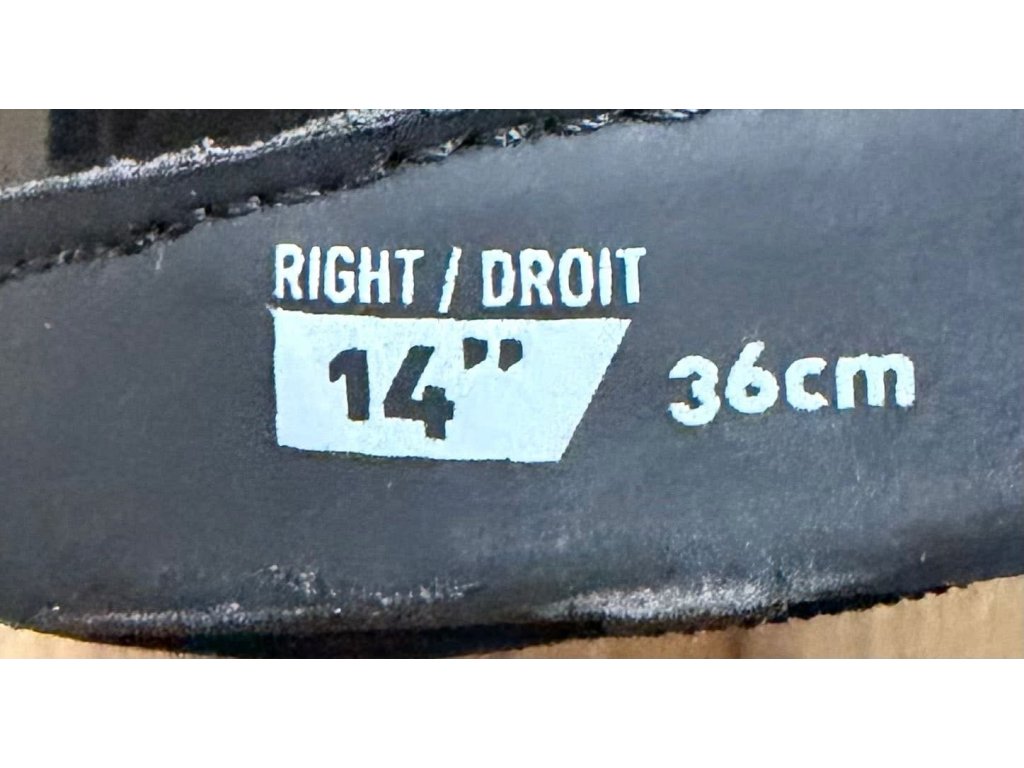 RIGHT / DROIT
14" 36cm